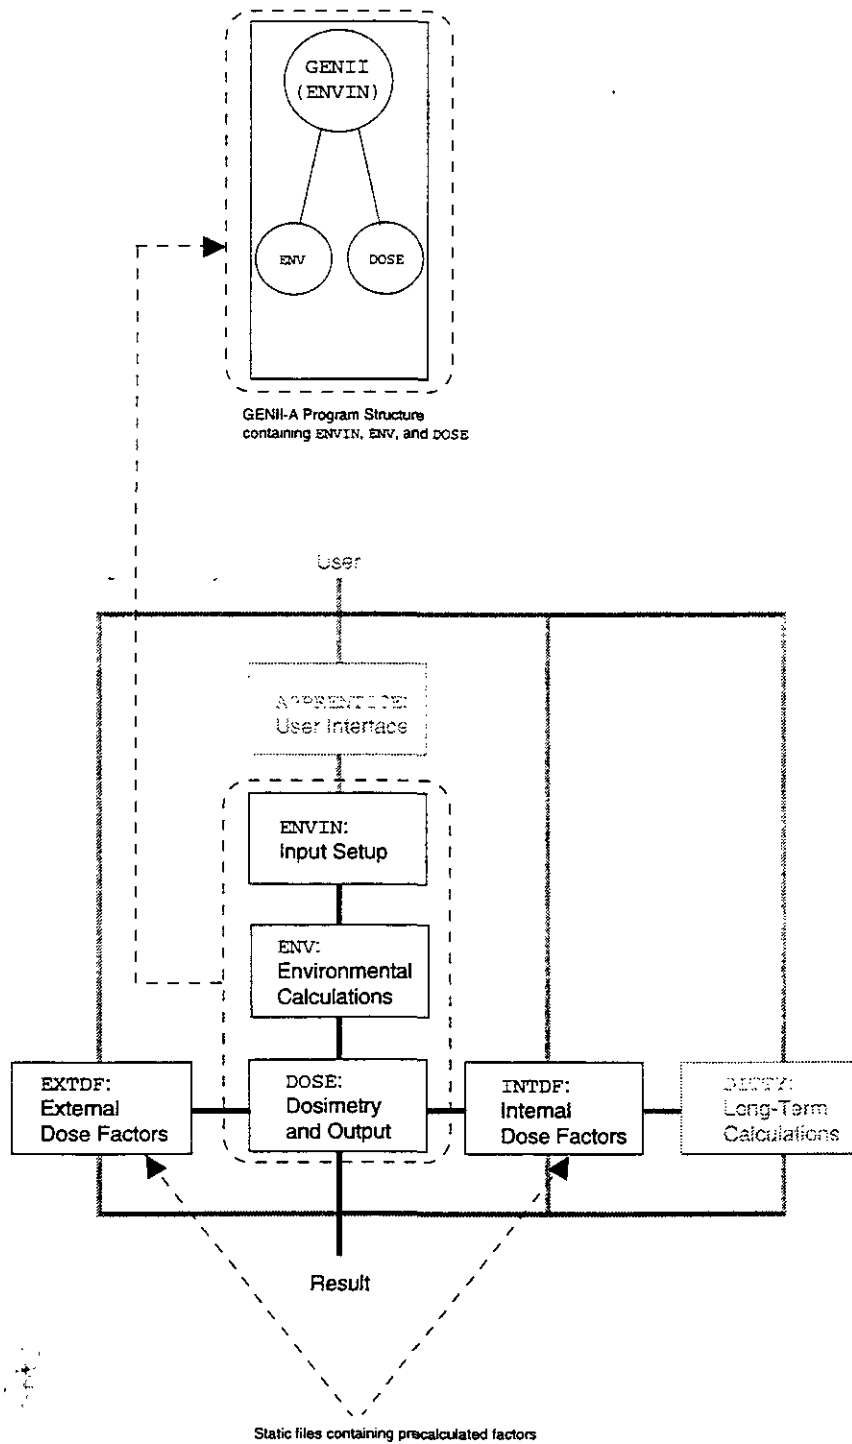 GENII
(ENVIN)
ENV
DOSE
GENII-A Program Structure
containing ENVIN, ENV, and DOSE
User
APPRENTICE:
User Interface
ENVIN:
Input Setup
ENV:
Environmental
Calculations
EXTDF:
External
Dose Factors
DOSE:
Dosimetry
and Output
INTDF:
Internal
Dose Factors
DITTY:
Long-Term
Calculations
Result
Static files containing precalculated factors